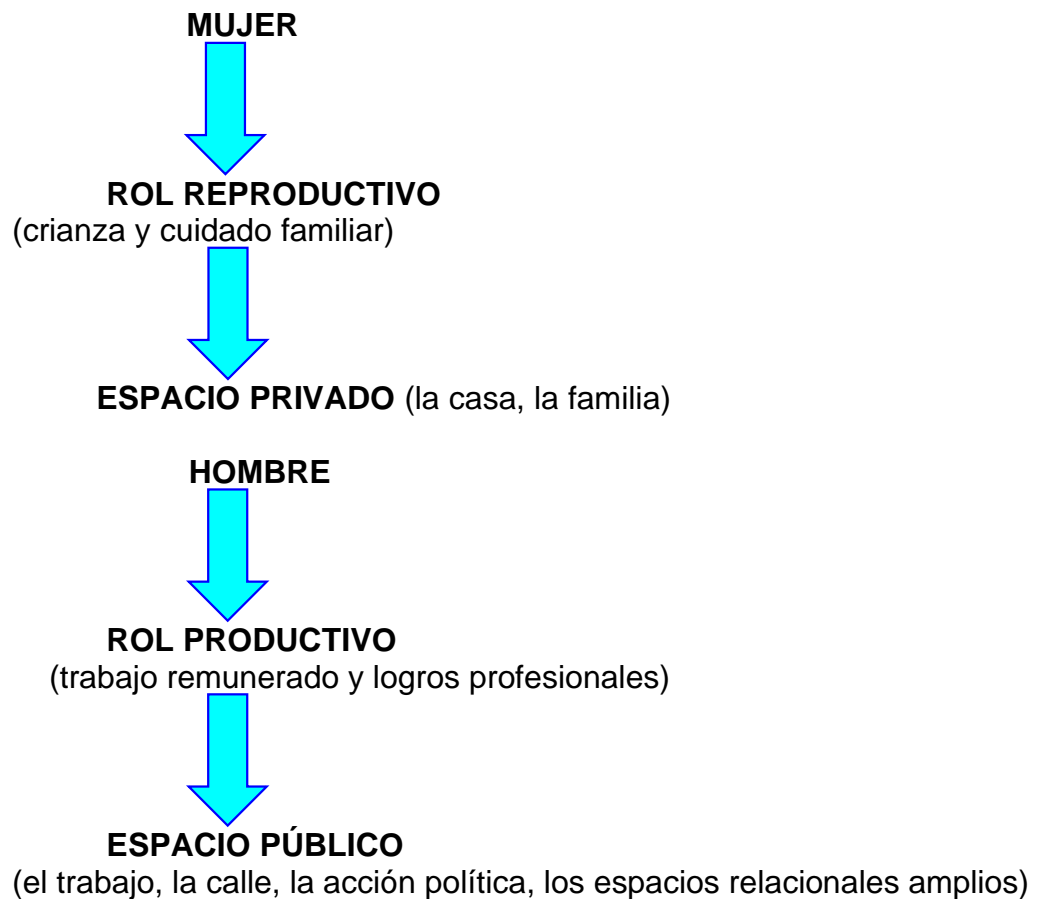 MUJER
ROL REPRODUCTIVO
(crianza y cuidado familiar)
ESPACIO PRIVADO (la casa, la familia)
HOMBRE
ROL PRODUCTIVO
(trabajo remunerado y logros profesionales)
ESPACIO PÚBLICO
(el trabajo, la calle, la acción política, los espacios relacionales amplios)